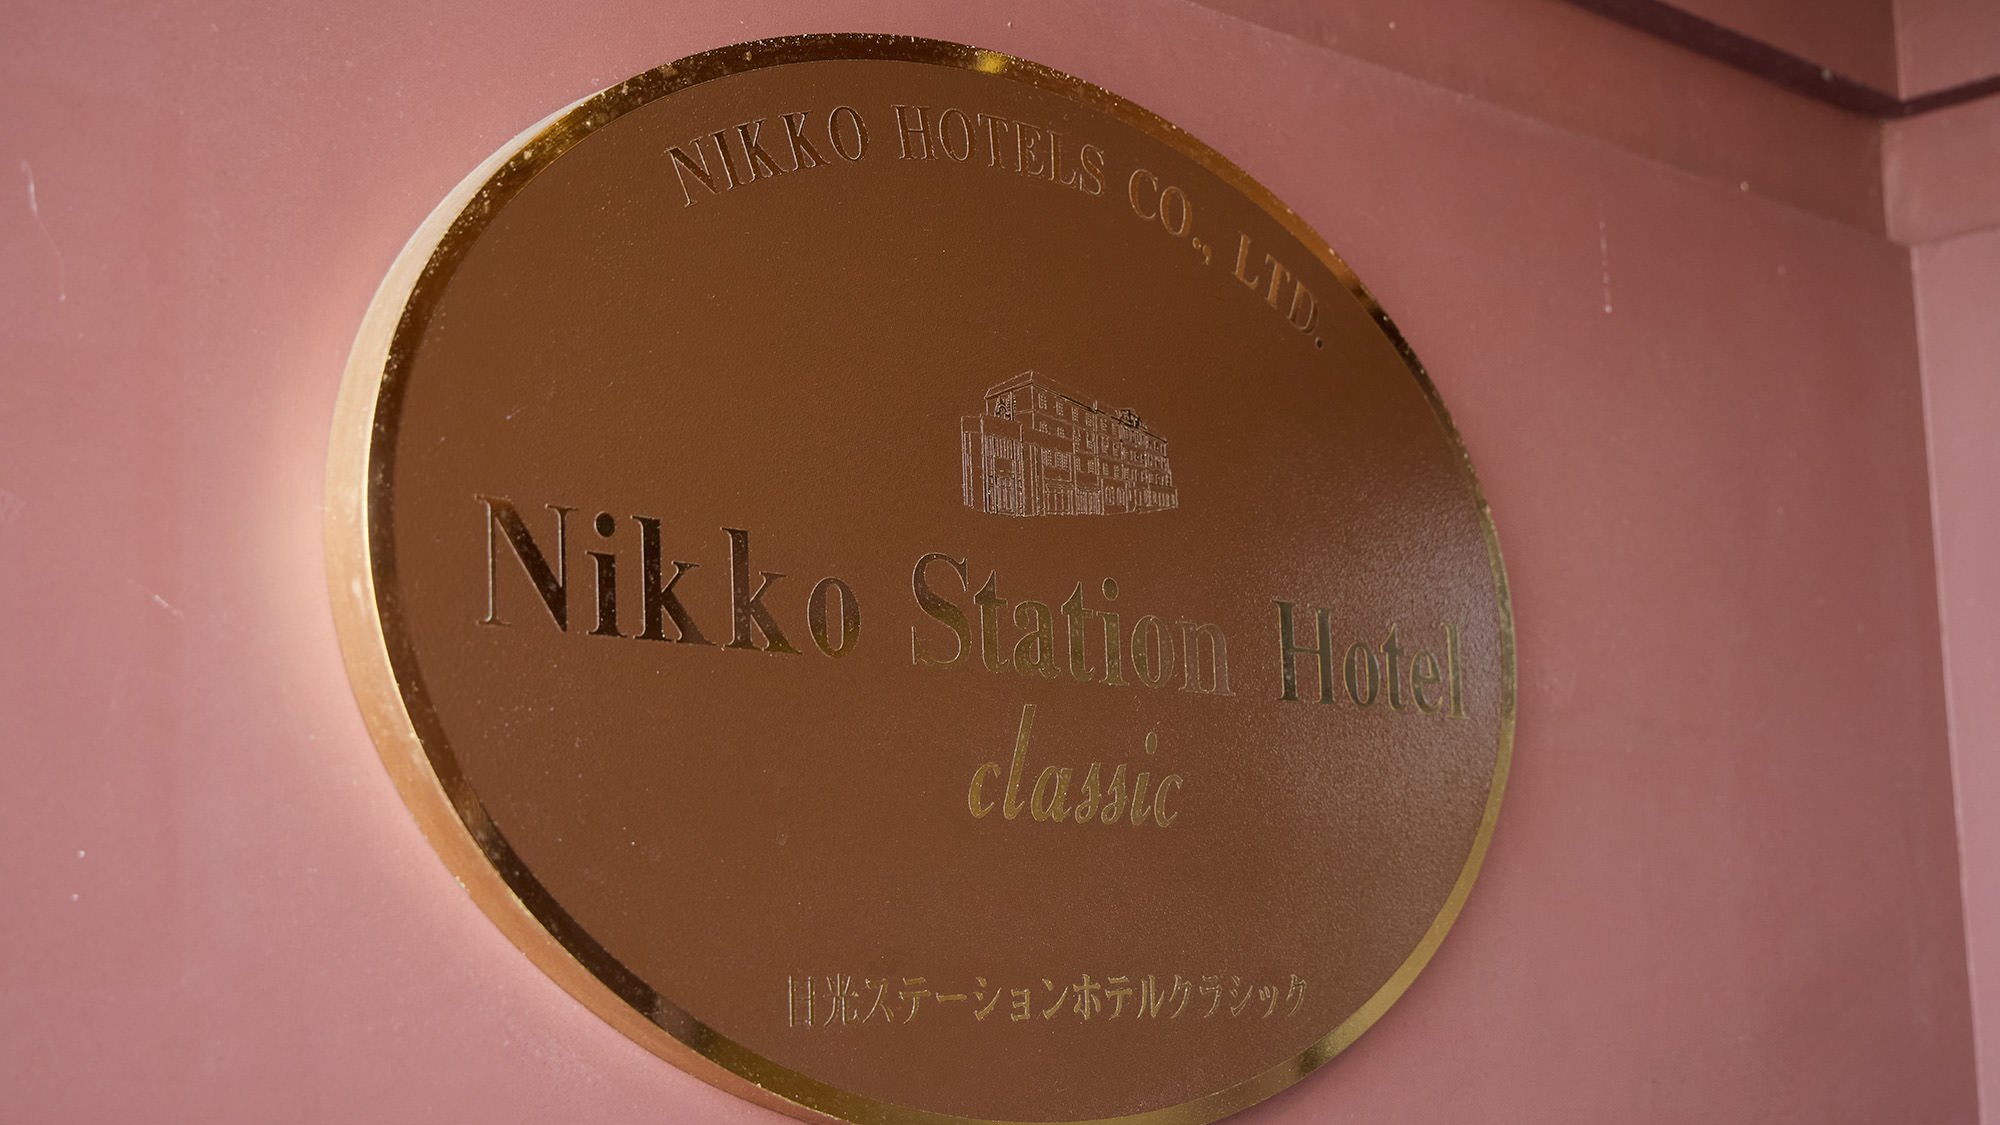 NIKKO HOTELS CO., LTD.
Nikko Station Hotel
classic
日光ステーションホテルクラシック